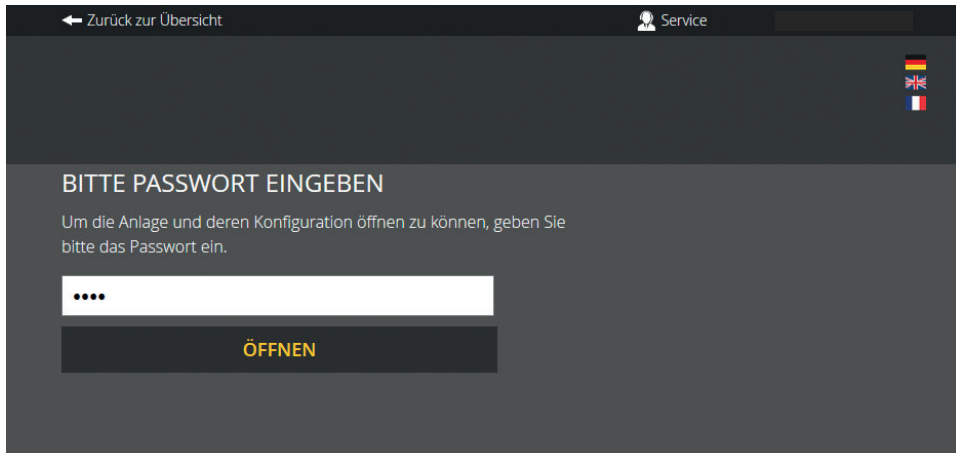 Zurück zur Übersicht
Service
BITTE PASSWORT EINGEBEN
Um die Anlage und deren Konfiguration öffnen zu können, geben Sie
bitte das Passwort ein.
••••
ÖFFNEN